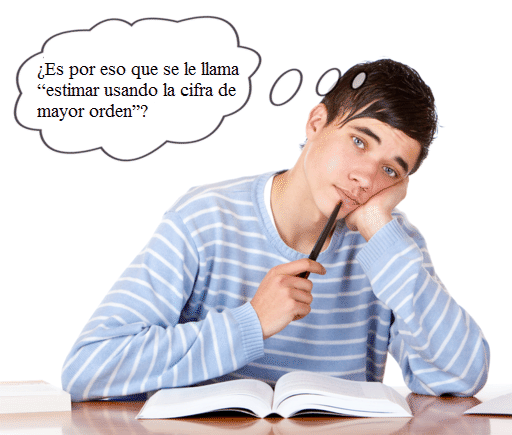 ¿Es por eso que se le llama
“estimar usando la cifra de
mayor orden”?